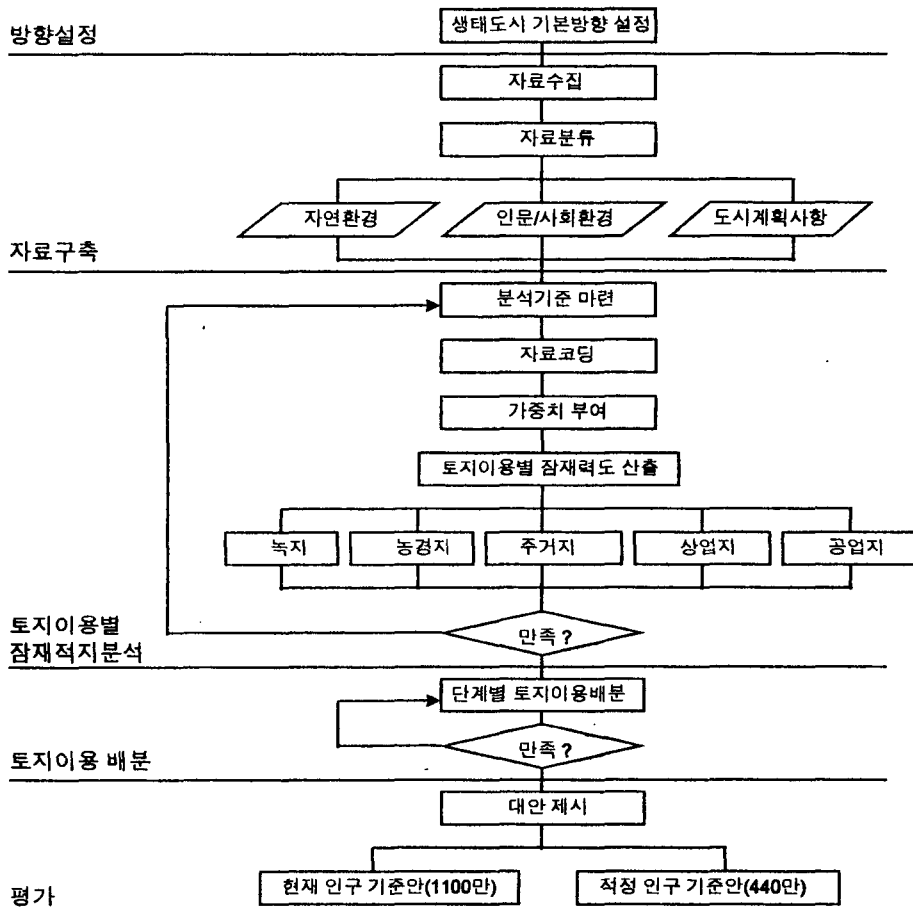 생태도시 기본방향 설정
방향설정
자료수집
자료분류
자연환경
인문/사회환경
도시계획사항
자료구축
분석기준 마련
자료코딩
가중치 부여
토지이용별 잠재력도 산출
녹지
농경지
주거지
상업지
공업지
토지이용별
잠재적지분석
만족 ?
단계별 토지이용배분
만족 ?
토지이용 배분
대안 제시
현재 인구 기준안(1100만)
적정 인구 기준안(440만)
평가